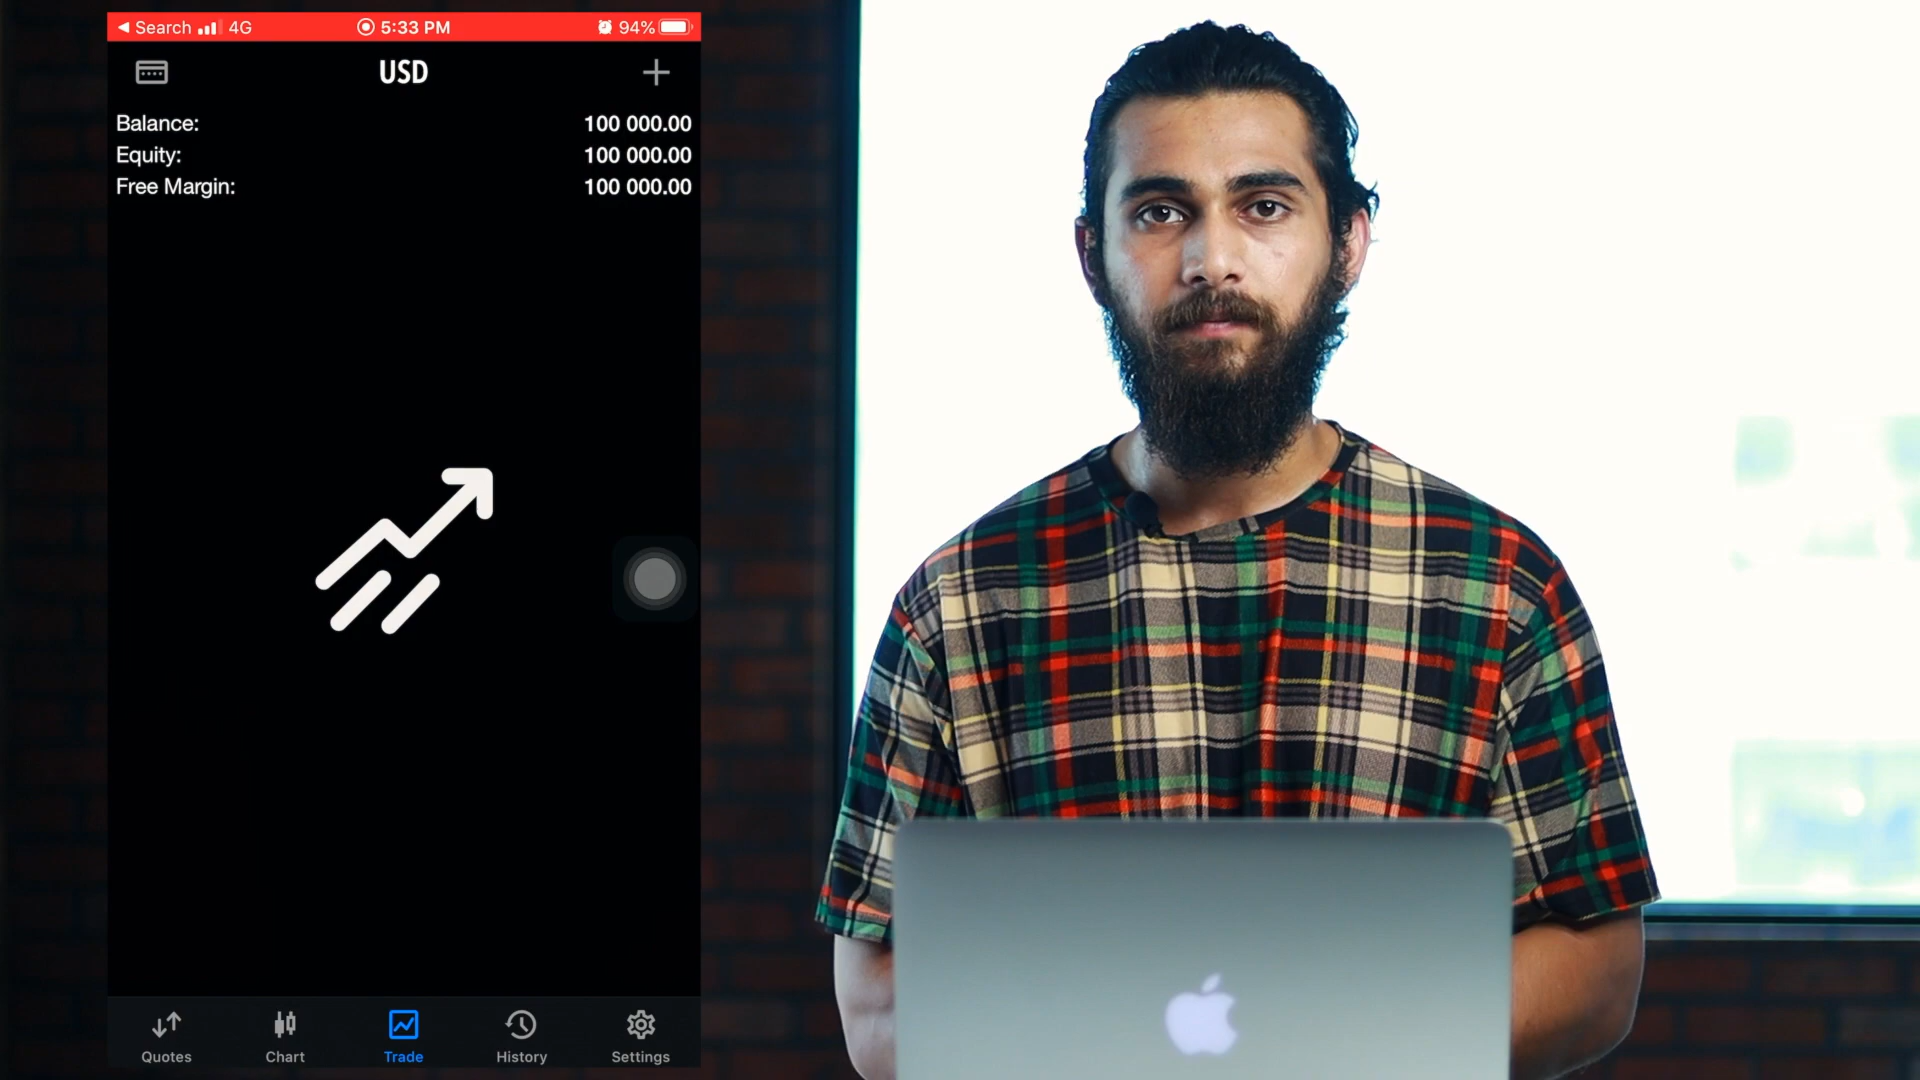 Search 4G 5:33 PM 94%
USD
Balance: 100 000.00
Equity: 100 000.00
Free Margin: 100 000.00
Quotes Chart Trade History Settings